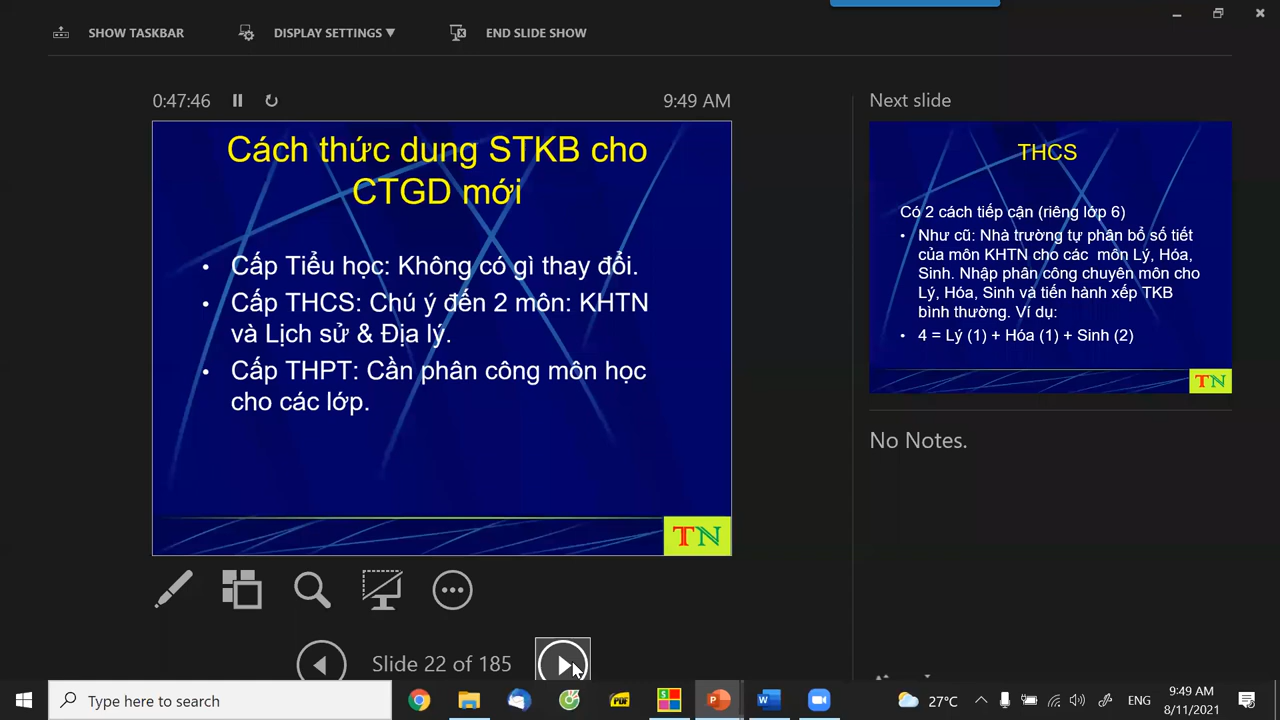 SHOW TASKBAR
DISPLAY SETTINGS ▼
END SLIDE SHOW
0:47:46
9:49 AM
Cách thức dung STKB cho
CTGD mới
• Cấp Tiểu học: Không có gì thay đổi.
• Cấp THCS: Chú ý đến 2 môn: KHTN
và Lịch sử & Địa lý.
• Cấp THPT: Cần phân công môn học
cho các lớp.
TN
Slide 22 of 185
Next slide
THCS
Có 2 cách tiếp cận (riêng lớp 6)
• Như cũ: Nhà trường tự phân bổ số tiết
của môn KHTN cho các môn Lý, Hóa,
Sinh. Nhập phân công chuyên môn cho
Lý, Hóa, Sinh và tiến hành xếp TKB
bình thường. Ví dụ:
• 4 = Lý (1) + Hóa (1) + Sinh (2)
TN
No Notes.
Type here to search
PDF
27°C
ENG
9:49 AM
8/11/2021